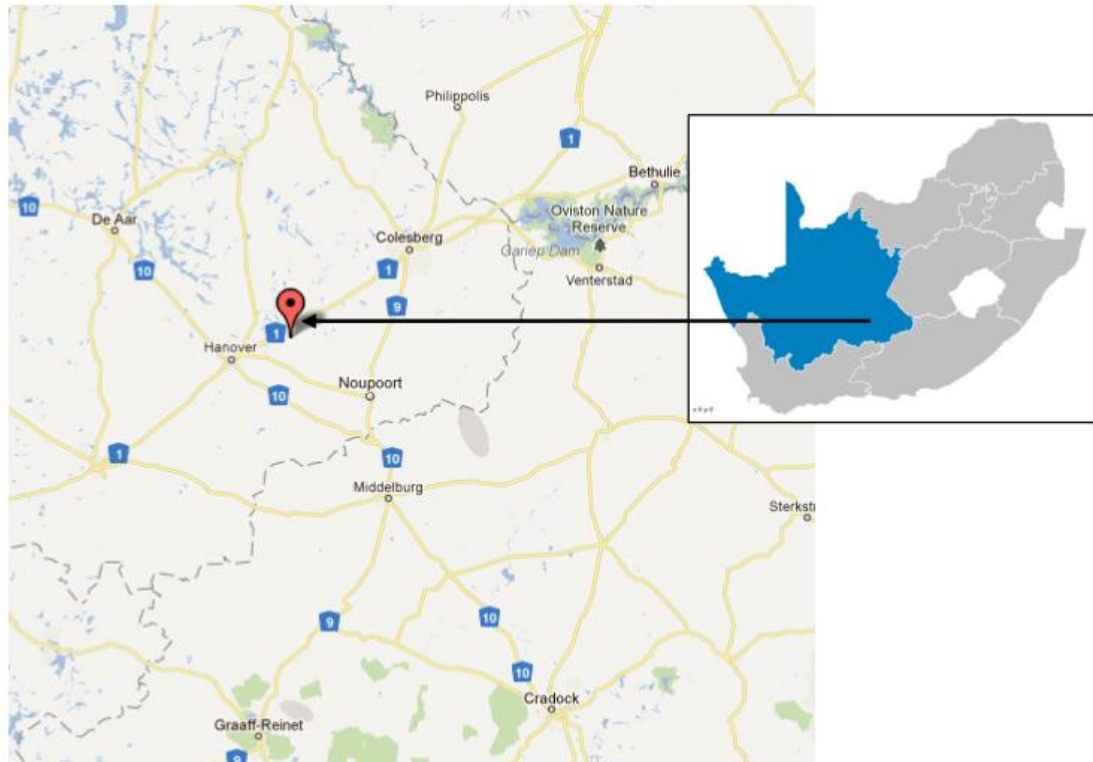 Philippolis
1
Bethulie
10
De Aar
Oviston Nature
Reserve
Colesberg
Gariep Dam
10
1
Venterstad
9
1
Hanover
Noupoort
10
1
10
Middelburg
Sterkstr
9
10
10
Cradock
Graaff-Reinet
9